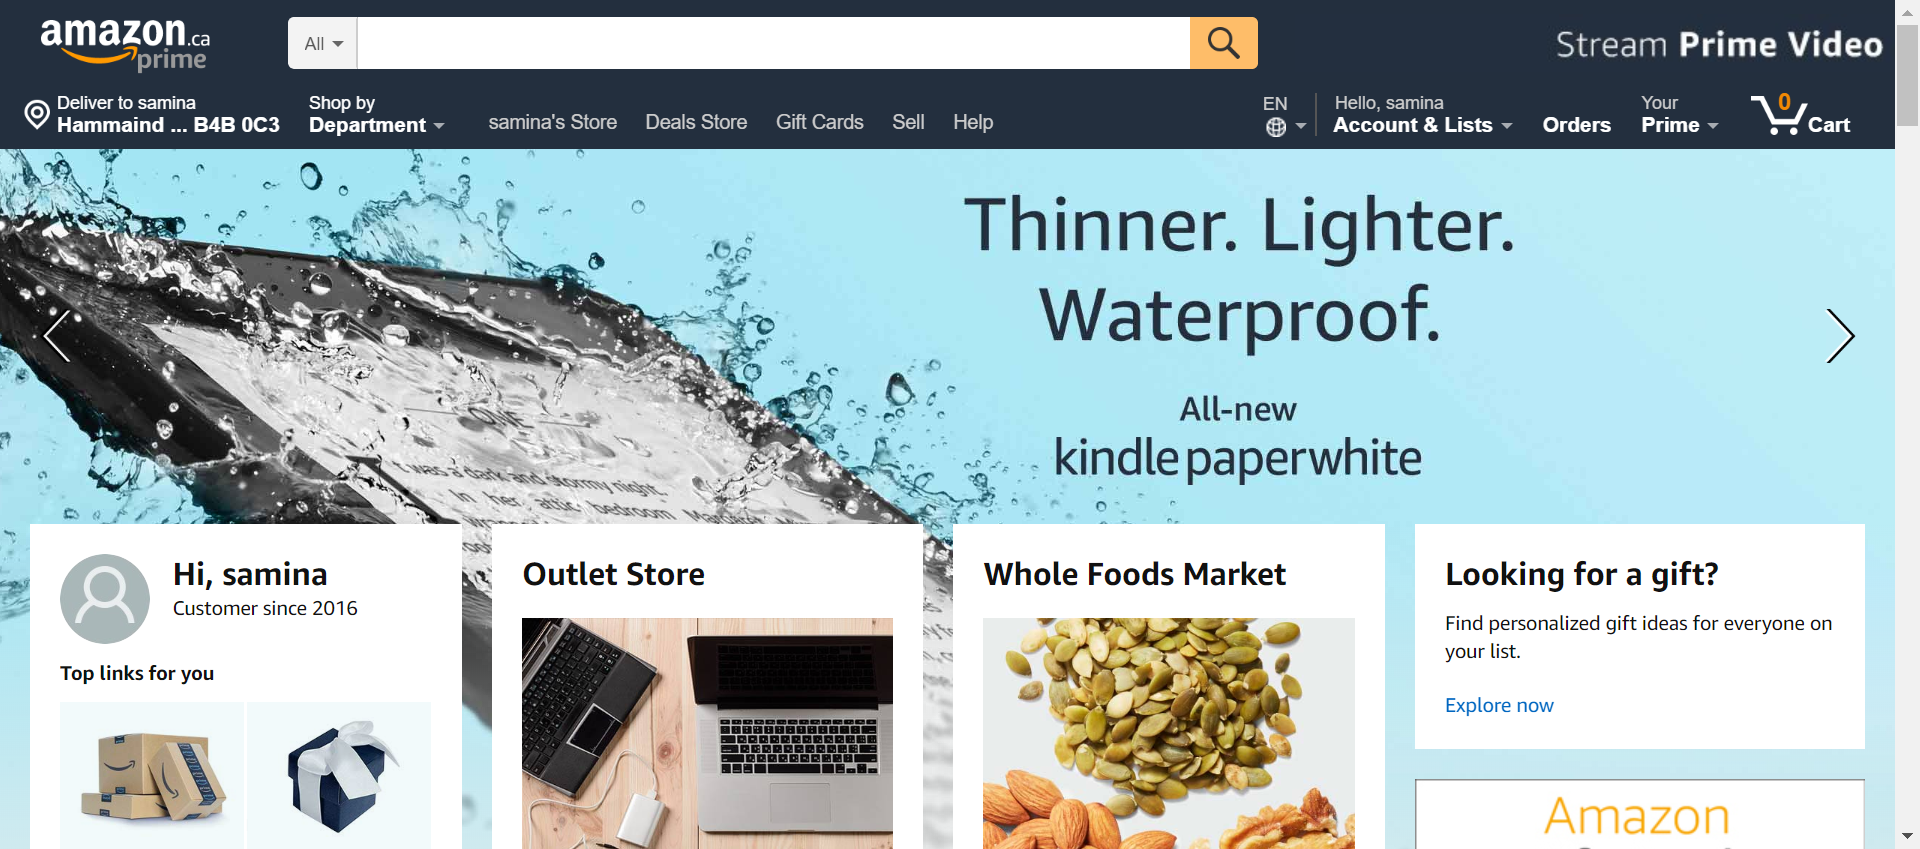 amazon.ca
prime
All
Stream Prime Video
Deliver to samina
Hammaind ... B4B 0C3
Shop by
Department
samina's Store
Deals Store
Gift Cards
Sell
Help
EN
Hello, samina
Account & Lists
Orders
Your
Prime
0
Cart
Thinner. Lighter.
Waterproof.
All-new
kindle paperwhite
ONE
was a dark and stormy night,
In her attic bedroom
Hi, samina
Customer since 2016
Top links for you
Outlet Store
Whole Foods Market
Looking for a gift?
Find personalized gift ideas for everyone on
your list.
Explore now
Amazon